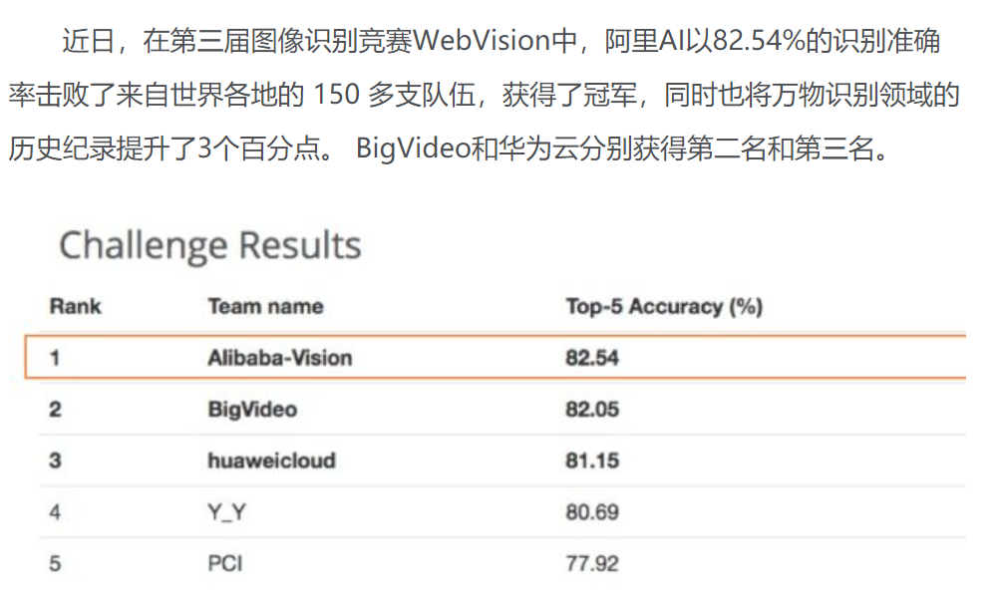 近日，在第三届图像识别竞赛WebVision中，阿里AI以82.54%的识别准确
率击败了来自世界各地的 150 多支队伍，获得了冠军，同时也将万物识别领域的
历史纪录提升了3个百分点。 BigVideo和华为云分别获得第二名和第三名。
Challenge Results
Rank Team name Top-5 Accuracy (%)
1 Alibaba-Vision 82.54
2 BigVideo 82.05
3 huaweicloud 81.15
4 Y_Y 80.69
5 PCI 77.92